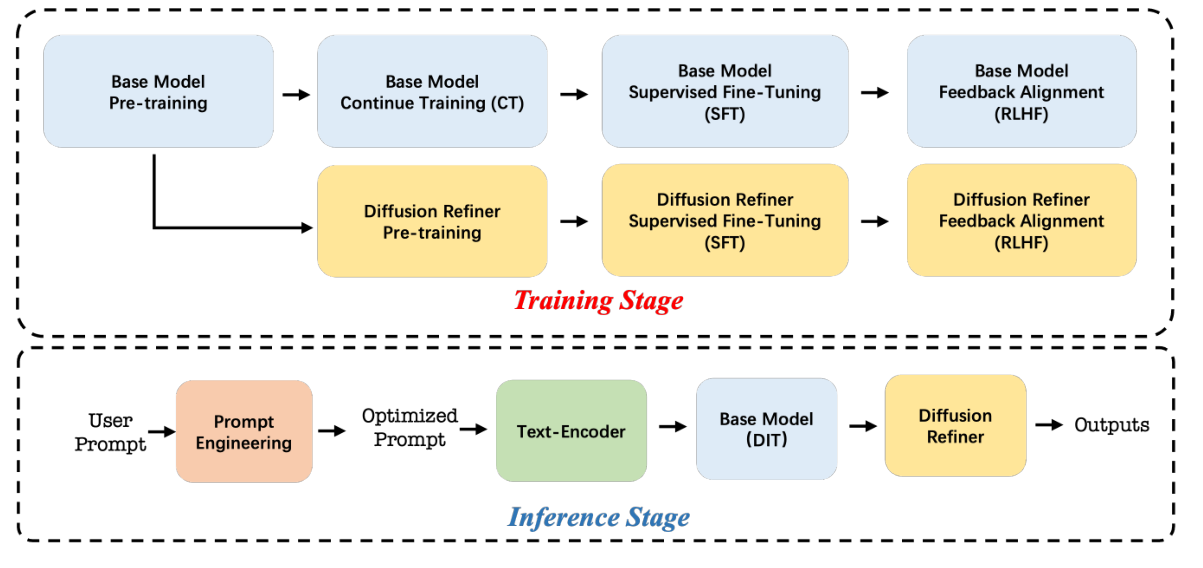 Base Model
Pre-training
Base Model
Continue Training (CT)
Base Model
Supervised Fine-Tuning
(SFT)
Base Model
Feedback Alignment
(RLHF)
Diffusion Refiner
Pre-training
Diffusion Refiner
Supervised Fine-Tuning
(SFT)
Diffusion Refiner
Feedback Alignment
(RLHF)
Training Stage
User
Prompt
Prompt
Engineering
Optimized
Prompt
Text-Encoder
Base Model
(DIT)
Diffusion
Refiner
Outputs
Inference Stage